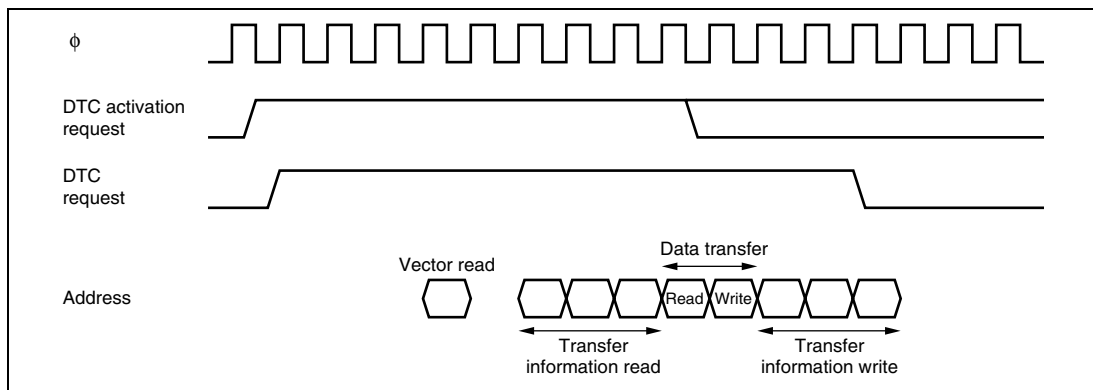 φ
DTC activation
request
DTC
request
Data transfer
Vector read
Address
Read Write
Transfer
information read
Transfer
information write